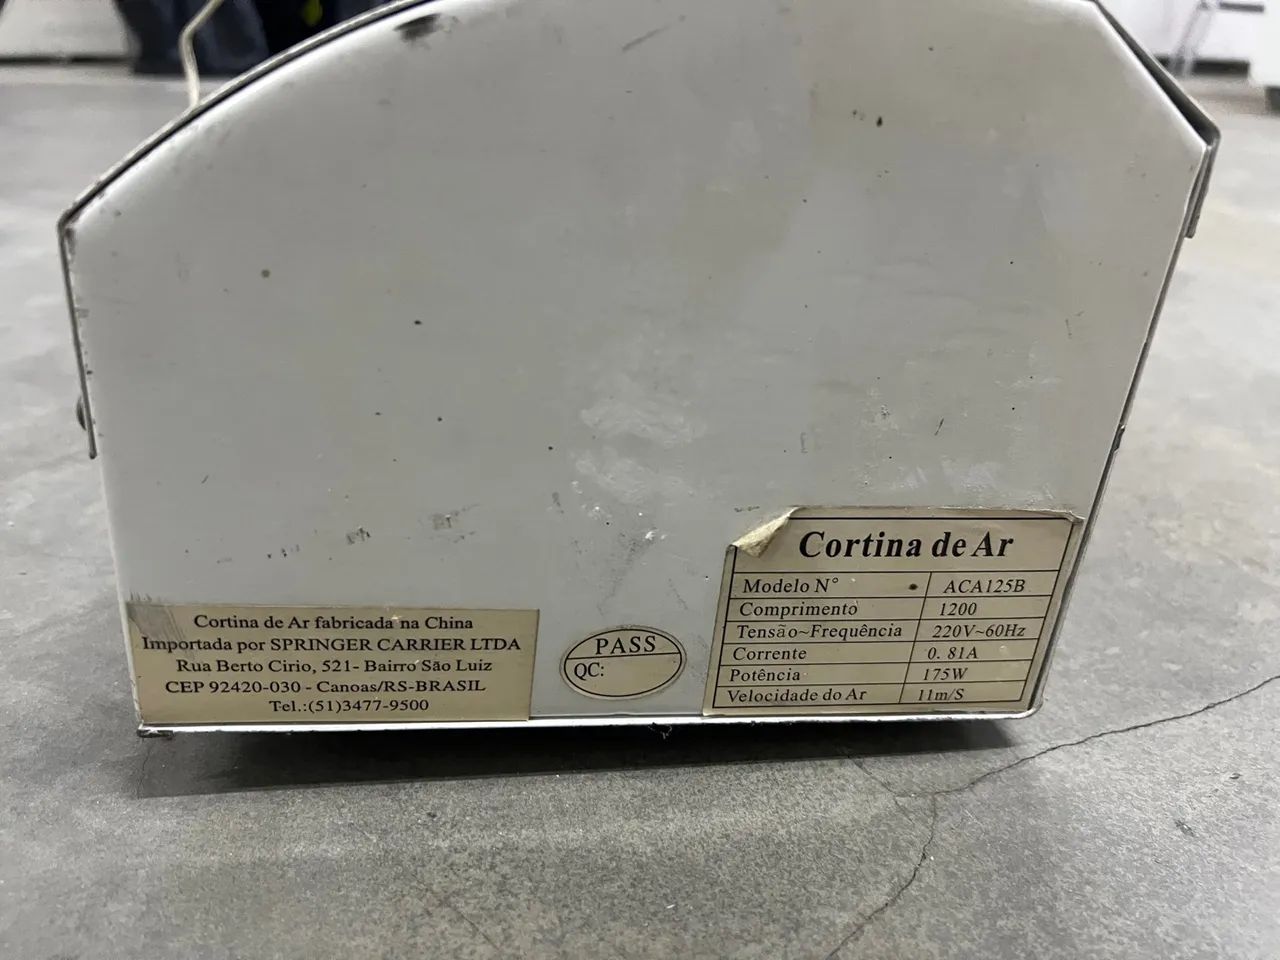 Cortina de Ar fabricada na China
Importada por SPRINGER CARRIER LTDA
Rua Berto Cirio, 521- Bairro São Luiz
CEP 92420-030 - Canoas/RS-BRASIL
Tel.:(51)3477-9500
PASS
QC:
Cortina de Ar
Modelo N° ACA125B
Comprimento 1200
Tensão~Frequência 220V~60Hz
Corrente 0. 81A
Potência 175W
Velocidade do Ar 11m/S